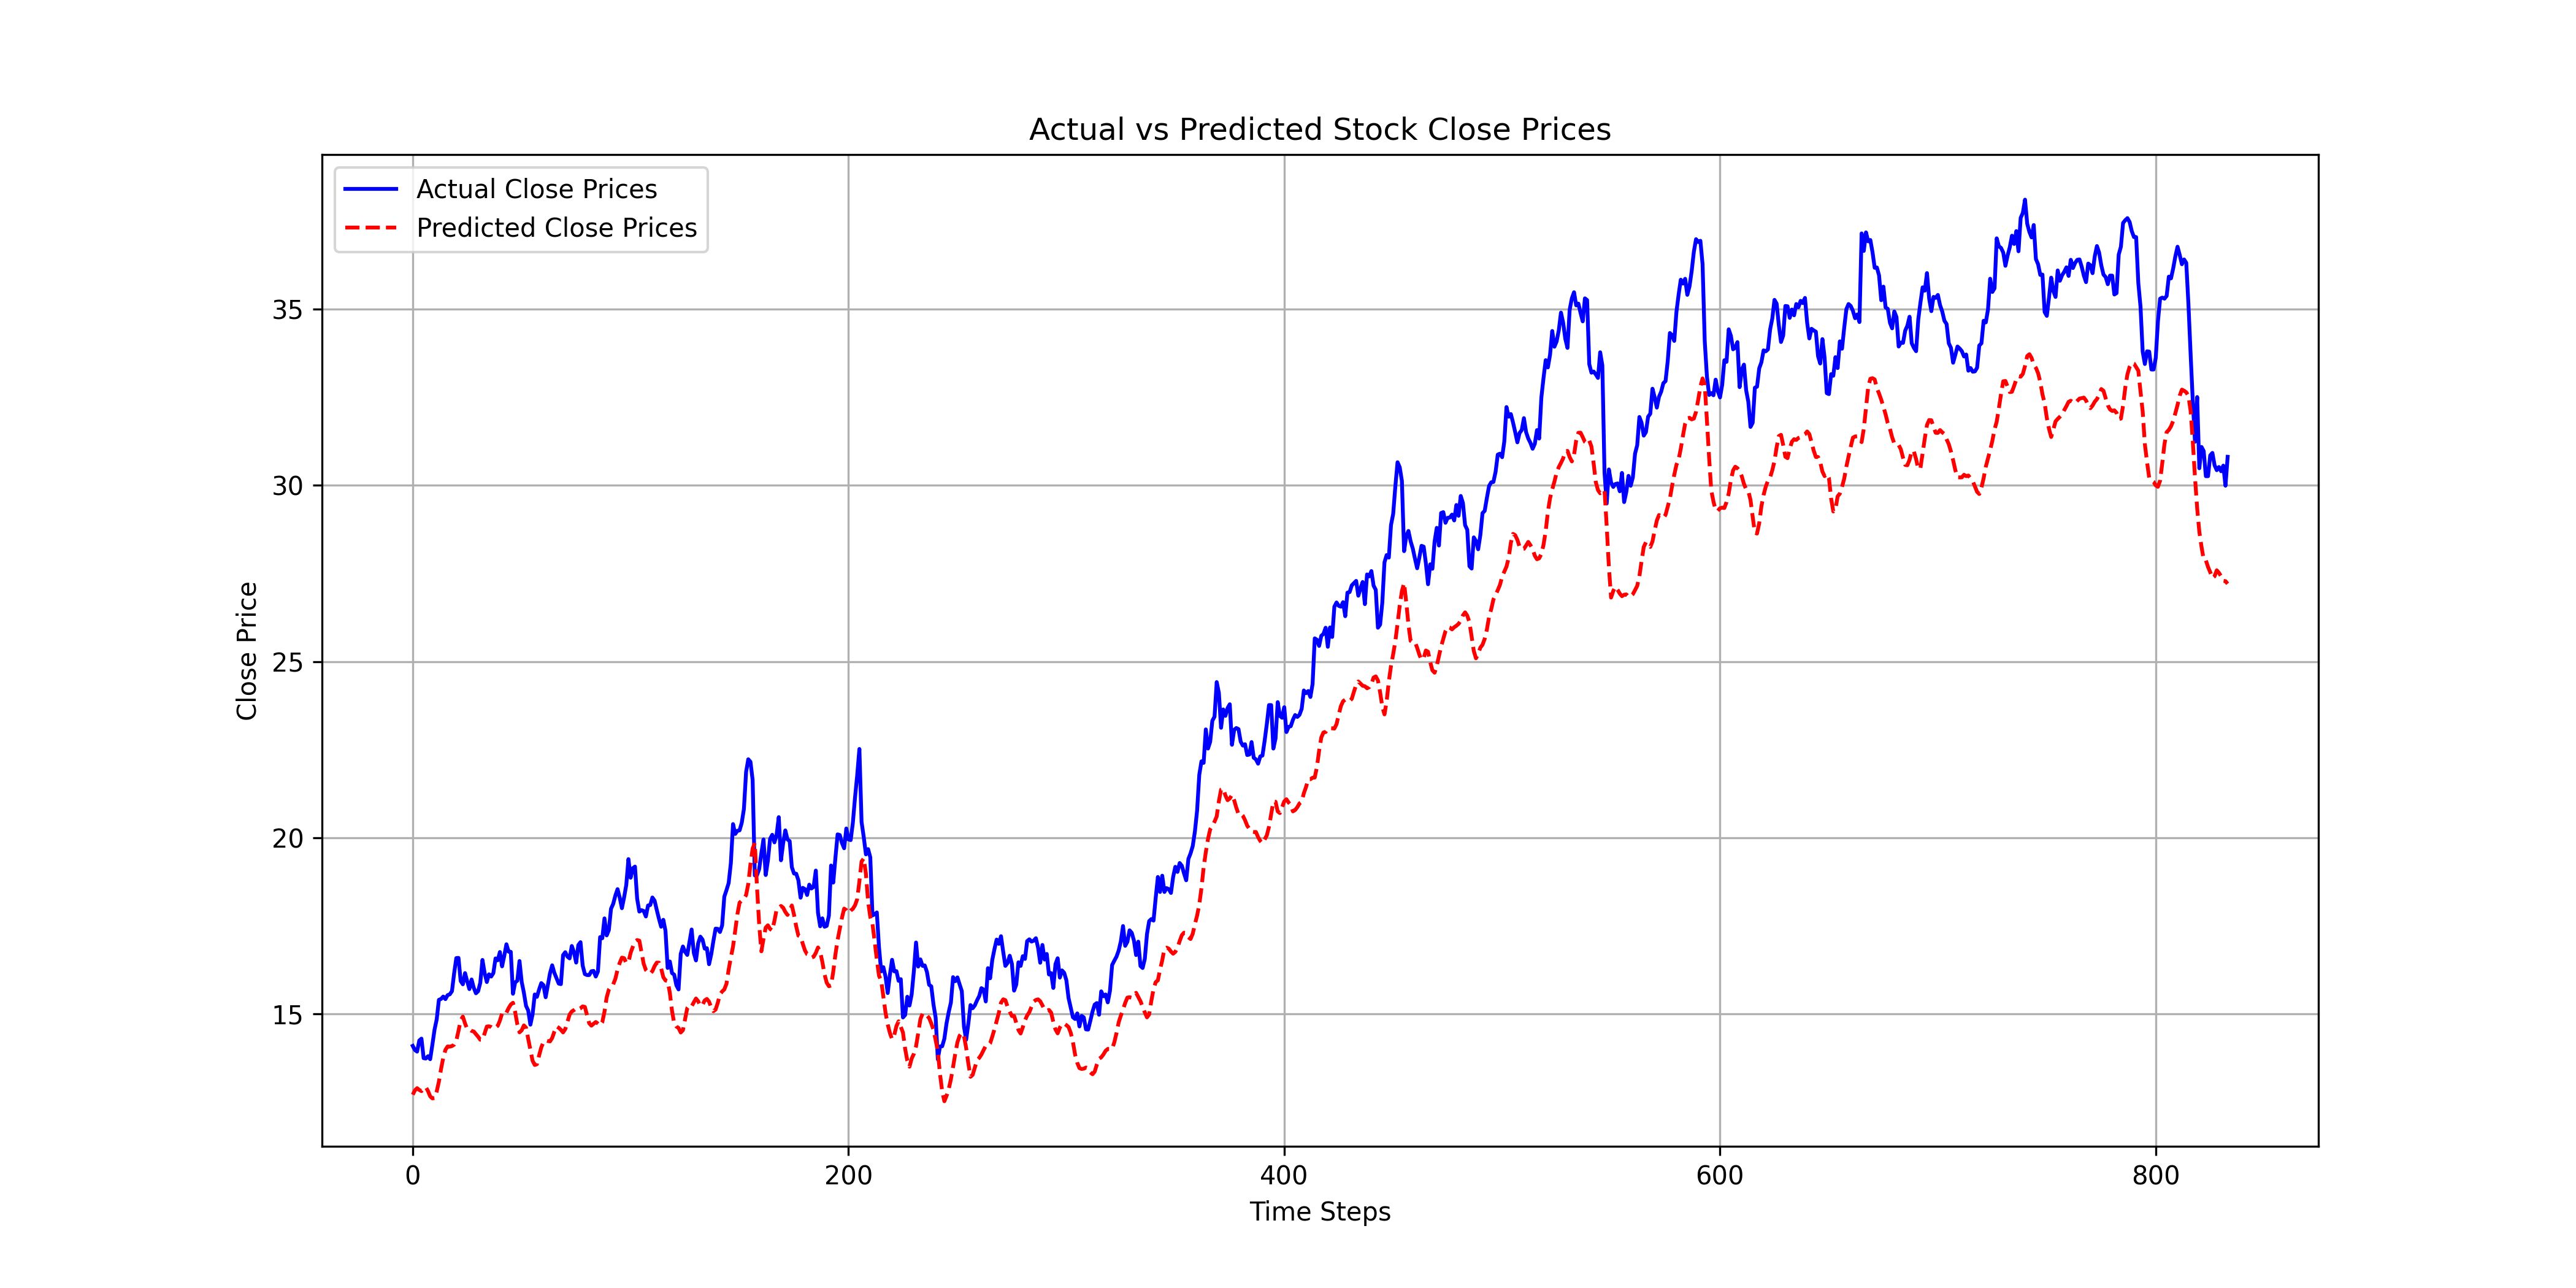 Actual vs Predicted Stock Close Prices
Actual Close Prices
Predicted Close Prices
Close Price
35
30
25
20
15
0 200 400 600 800
Time Steps